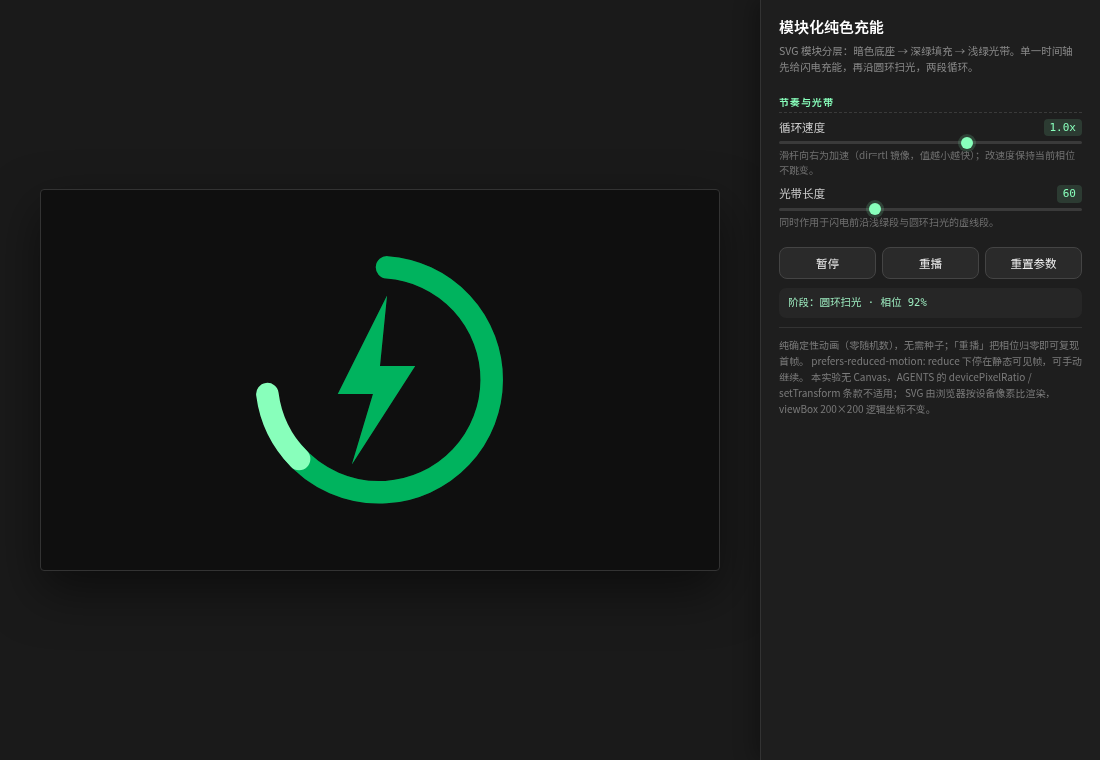 模块化纯色充能
SVG 模块分层：暗色底座 → 深绿填充 → 浅绿光带。单一时间轴
先给闪电充能，再沿圆环扫光，两段循环。
节奏与光带
循环速度 1.0x
滑杆向右为加速（dir=rtl 镜像，值越小越快）；改速度保持当前相位
不跳变。
光带长度 60
同时作用于闪电前沿浅绿段与圆环扫光的虚线段。
暂停 重播 重置参数
阶段：圆环扫光 · 相位 92%
纯确定性动画（零随机数），无需种子；「重播」把相位归零即可复现
首帧。 prefers-reduced-motion: reduce 下停在静态可见帧，可手动
继续。 本实验无 Canvas，AGENTS 的 devicePixelRatio /
setTransform 条款不适用； SVG 由浏览器按设备像素比渲染，
viewBox 200×200 逻辑坐标不变。